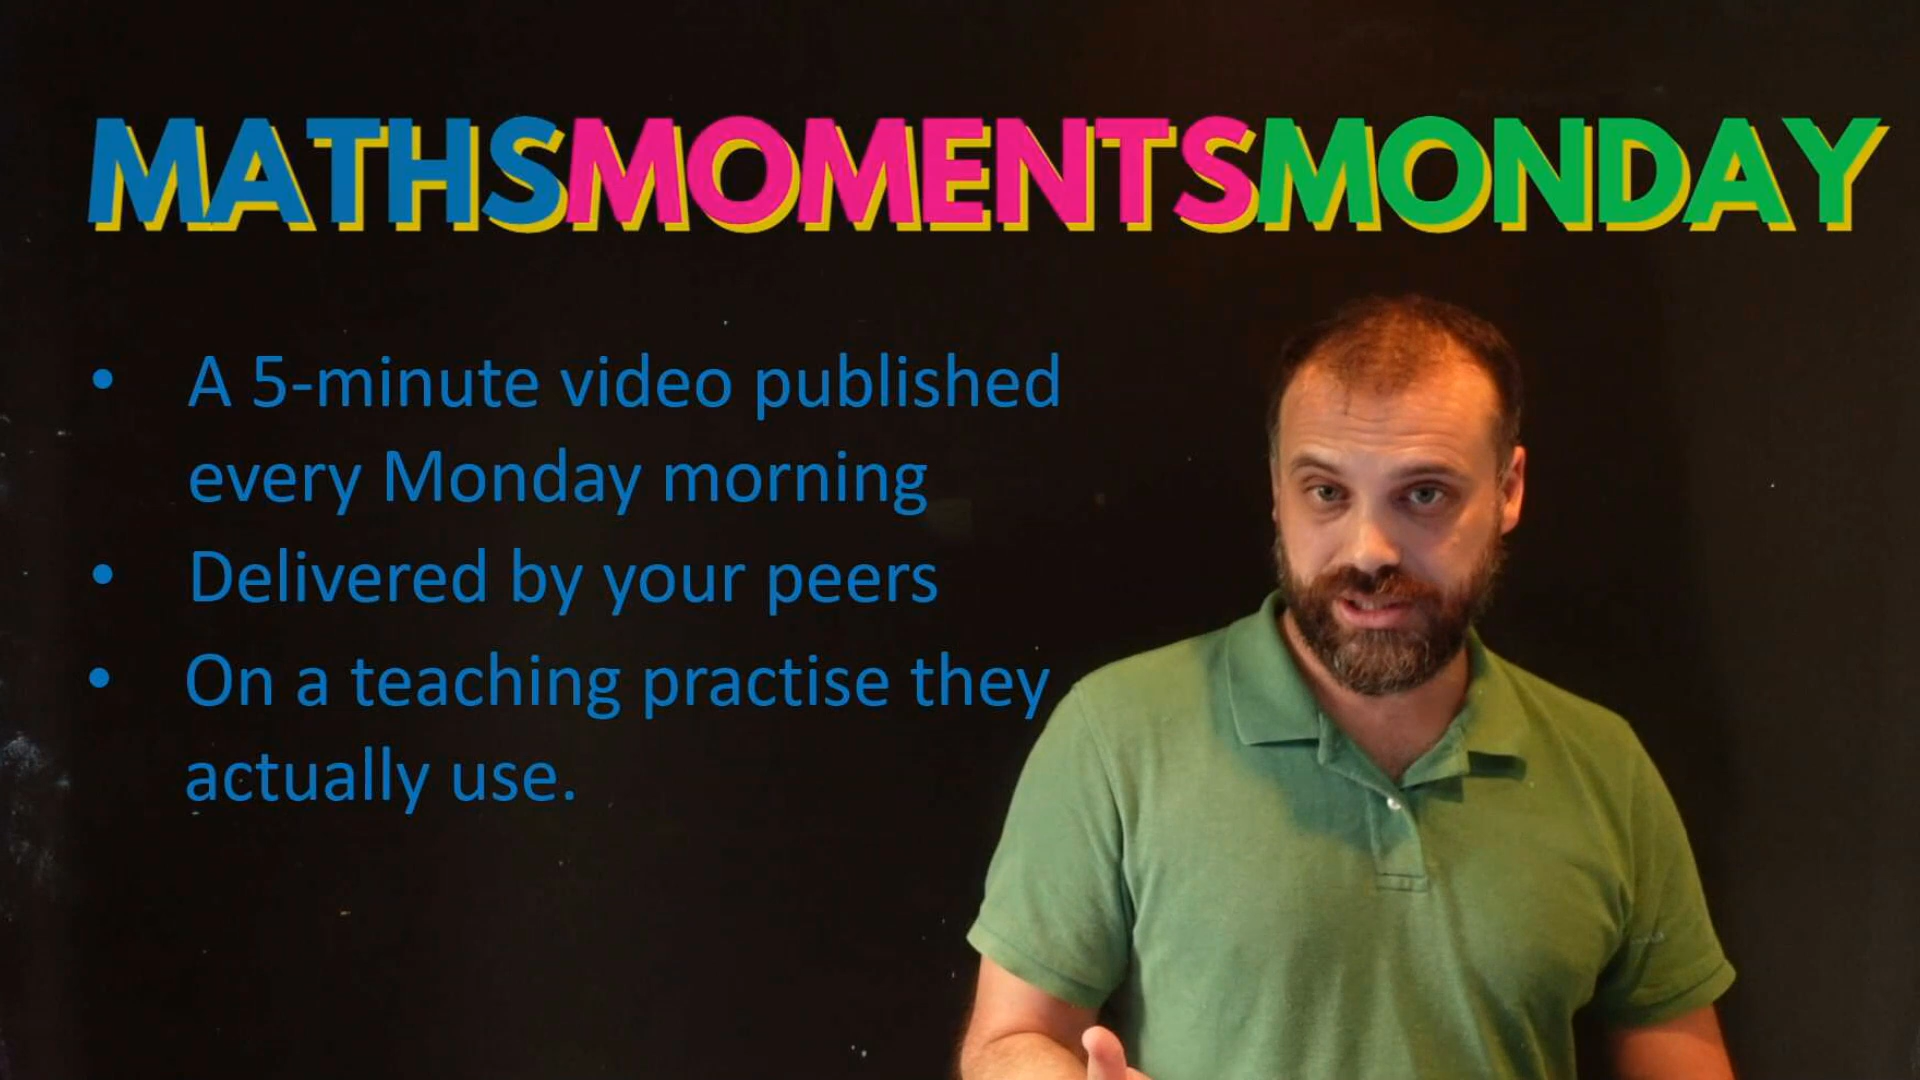 MATHSMOMENTSMONDAY
• A 5-minute video published
every Monday morning
• Delivered by your peers
• On a teaching practise they
actually use.